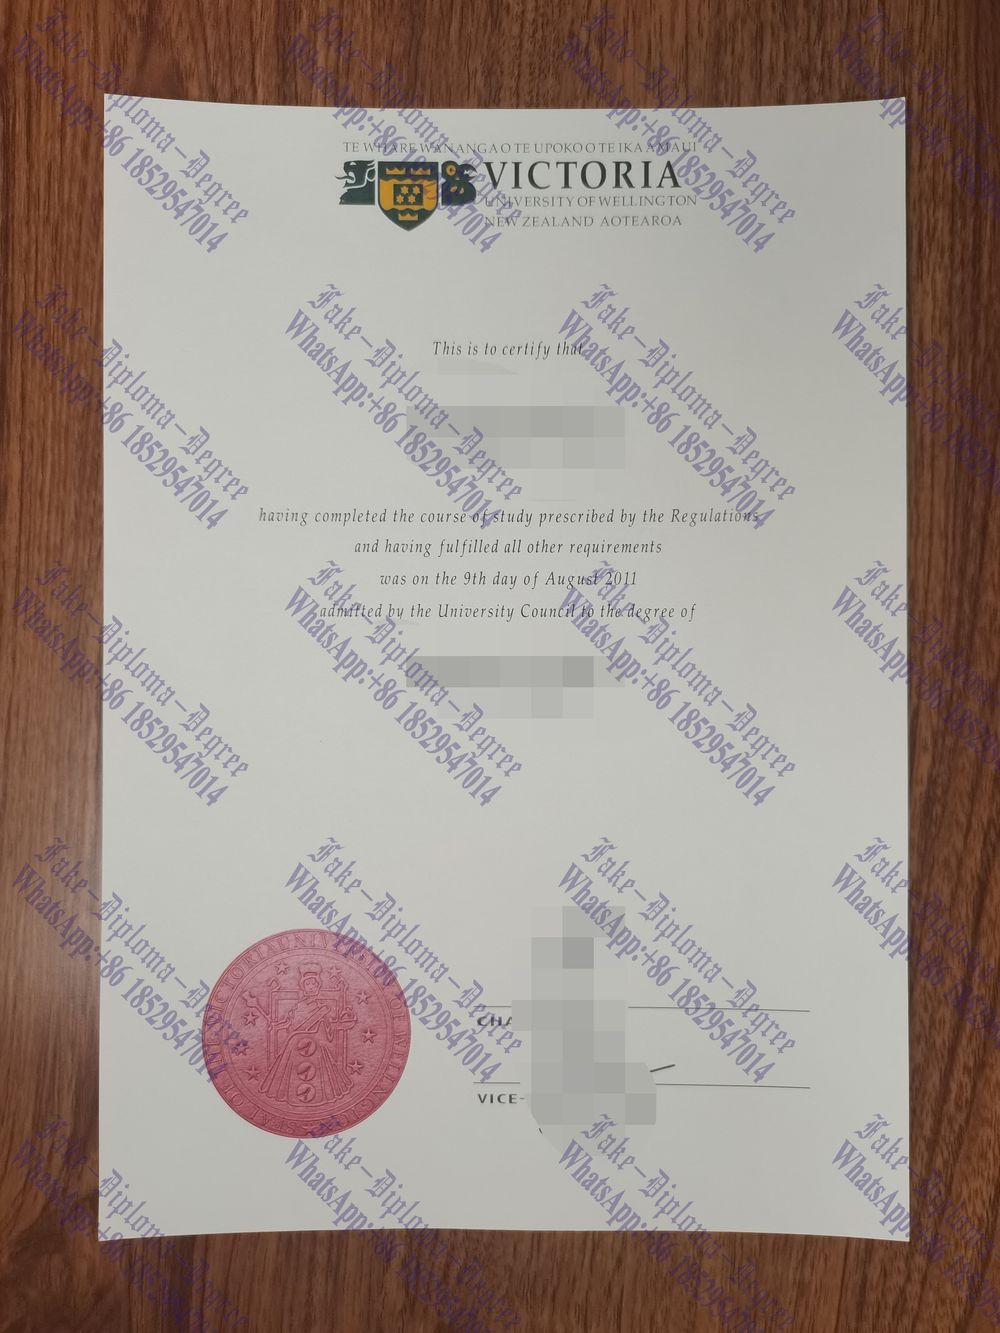 TE WHARE WANANGA O TE UPOKO O TE IKA A MAUI
VICTORIA
UNIVERSITY OF WELLINGTON
NEW ZEALAND AOTEAROA
This is to certify that
having completed the course of study prescribed by the Regulations
and having fulfilled all other requirements
was on the 9th day of August 2011
admitted by the University Council to the degree of
CHA
VICE-
Fake-Diploma-Degree
WhatsApp:+86 18529547014